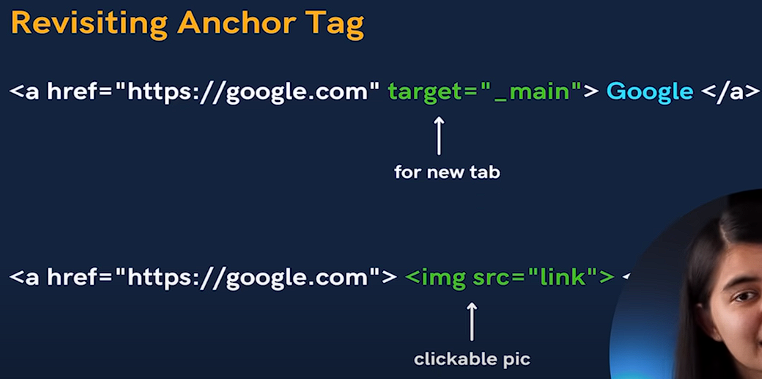 Revisiting Anchor Tag
<a href="https://google.com" target="_main"> Google </a>
for new tab
<a href="https://google.com"> <img src="link"> <
clickable pic